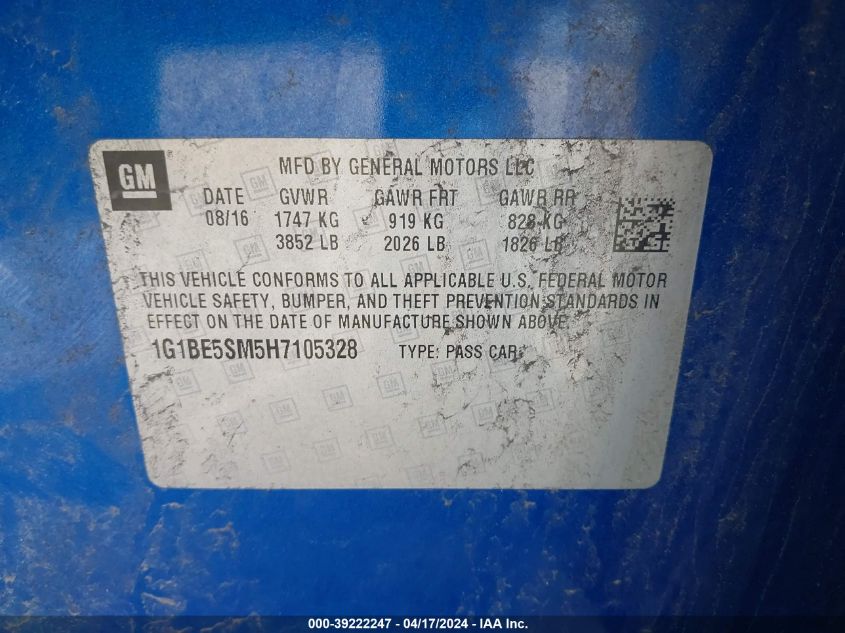 GM
MFD BY GENERAL MOTORS LLC
DATE GVWR GAWR FRT GAWR RR
08/16 1747 KG 919 KG 828 KG
3852 LB 2026 LB 1826 LB
THIS VEHICLE CONFORMS TO ALL APPLICABLE U.S. FEDERAL MOTOR
VEHICLE SAFETY, BUMPER, AND THEFT PREVENTION STANDARDS IN
EFFECT ON THE DATE OF MANUFACTURE SHOWN ABOVE.
1G1BE5SM5H7105328 TYPE: PASS CAR
000-39222247 - 04/17/2024 - IAA Inc.